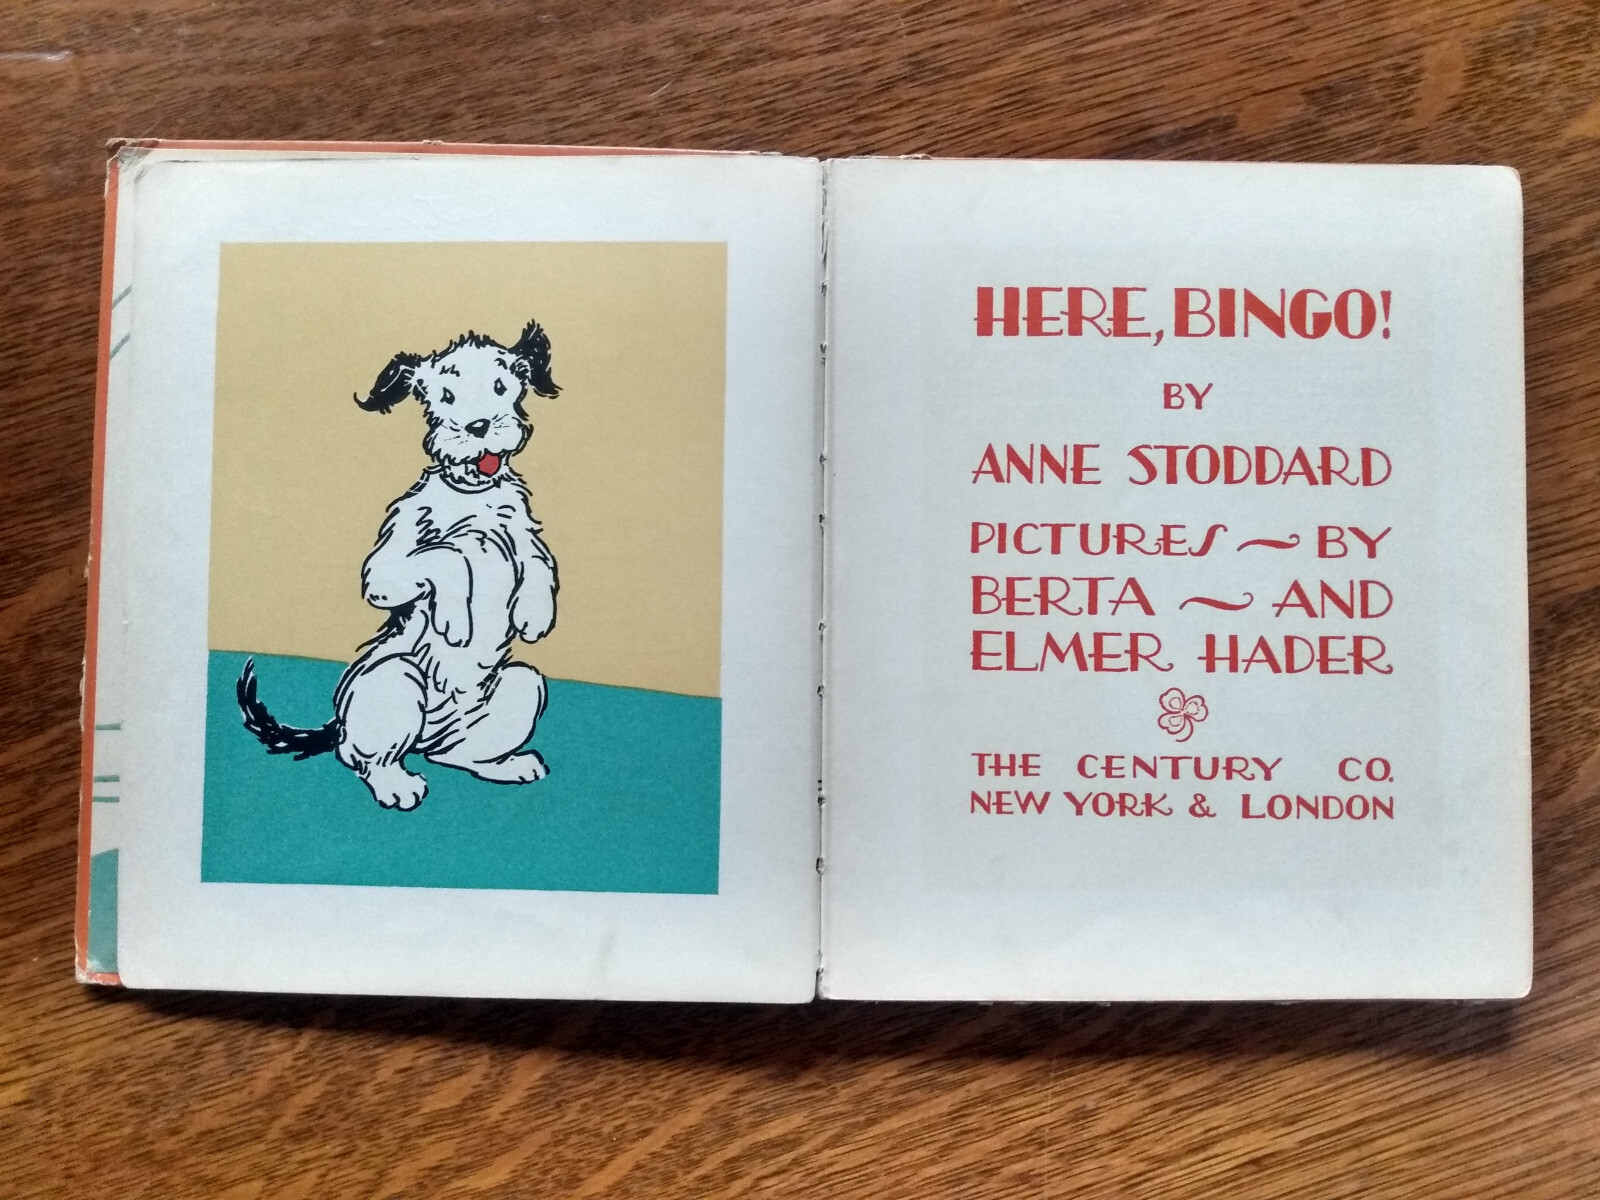 HERE, BINGO!
BY
ANNE STODDARD
PICTURES ~ BY
BERTA ~ AND
ELMER HADER
THE CENTURY CO.
NEW YORK & LONDON